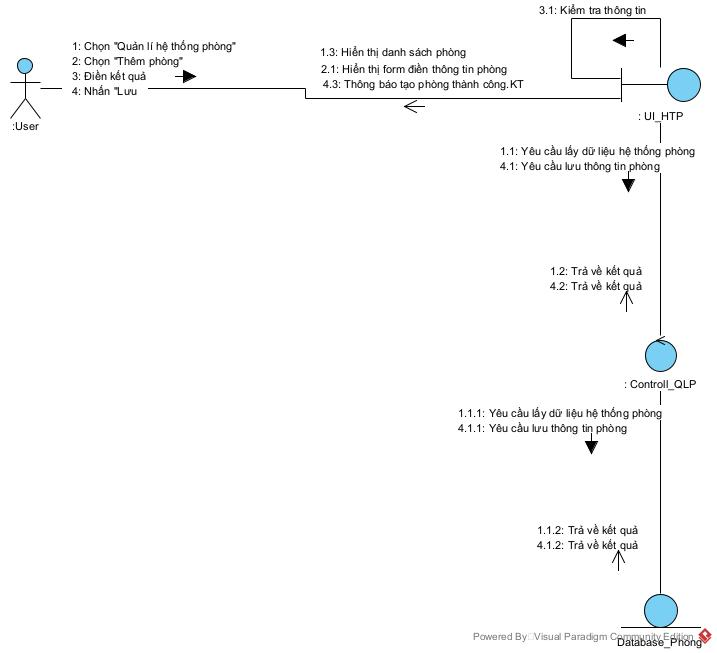 3.1: Kiểm tra thông tin
1: Chọn "Quản lí hệ thống phòng"
2: Chọn "Thêm phòng"
3: Điền kết quả
4: Nhấn "Lưu
1.3: Hiển thị danh sách phòng
2.1: Hiển thị form điền thông tin phòng
4.3: Thông báo tạo phòng thành công.KT
:User
: UI_HTP
1.1: Yêu cầu lấy dữ liệu hệ thống phòng
4.1: Yêu cầu lưu thông tin phòng
1.2: Trả về kết quả
4.2: Trả về kết quả
: Controll_QLP
1.1.1: Yêu cầu lấy dữ liệu hệ thống phòng
4.1.1: Yêu cầu lưu thông tin phòng
1.1.2: Trả về kết quả
4.1.2: Trả về kết quả
Powered By Visual Paradigm Community Edition
Database_Phong